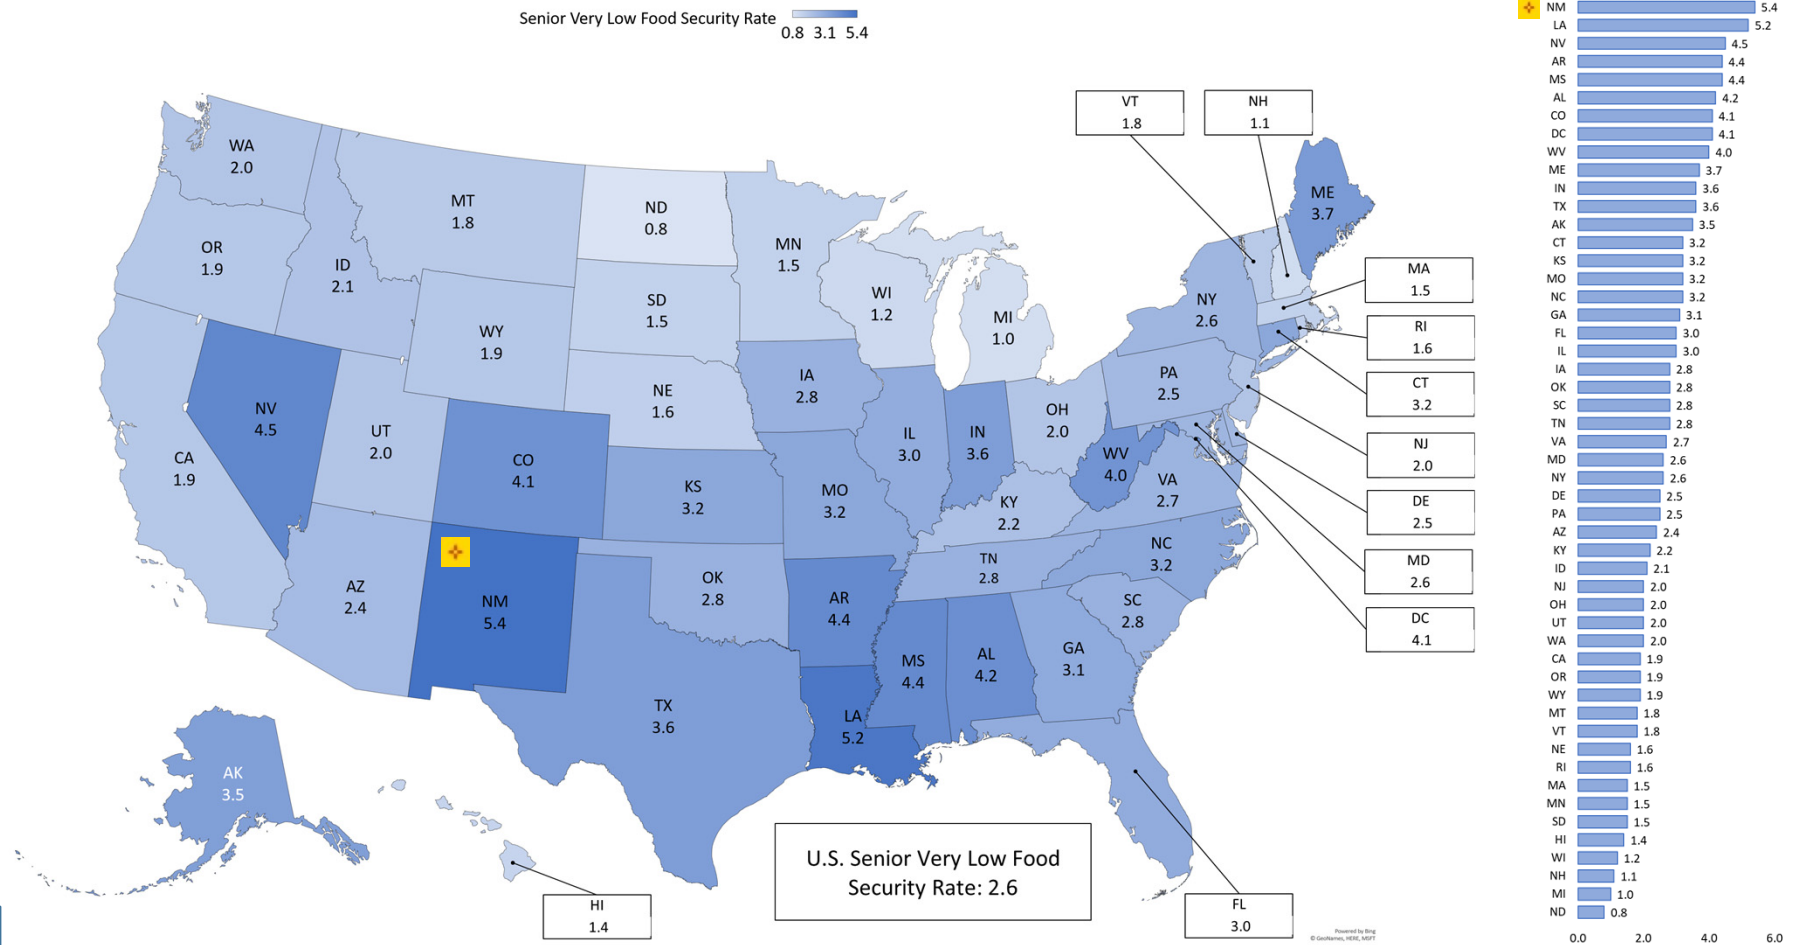 Senior Very Low Food Security Rate
0.8 3.1 5.4
WA
2.0
OR
1.9
ID
2.1
MT
1.8
ND
0.8
MN
1.5
SD
1.5
WI
1.2
MI
1.0
WY
1.9
NE
1.6
IA
2.8
NV
4.5
UT
2.0
CA
1.9
CO
4.1
KS
3.2
MO
3.2
IL
3.0
IN
3.6
OH
2.0
KY
2.2
WV
4.0
VA
2.7
PA
2.5
NY
2.6
ME
3.7
VT
1.8
NH
1.1
MA
1.5
RI
1.6
CT
3.2
NJ
2.0
DE
2.5
MD
2.6
DC
4.1
AZ
2.4
NM
5.4
OK
2.8
AR
4.4
TN
2.8
NC
3.2
SC
2.8
MS
4.4
AL
4.2
GA
3.1
TX
3.6
LA
5.2
AK
3.5
HI
1.4
FL
3.0
U.S. Senior Very Low Food
Security Rate: 2.6
Powered by Bing
© GeoNames, HERE, MSFT
NM 5.4
LA 5.2
NV 4.5
AR 4.4
MS 4.4
AL 4.2
CO 4.1
DC 4.1
WV 4.0
ME 3.7
IN 3.6
TX 3.6
AK 3.5
CT 3.2
KS 3.2
MO 3.2
NC 3.2
GA 3.1
FL 3.0
IL 3.0
IA 2.8
OK 2.8
SC 2.8
TN 2.8
VA 2.7
MD 2.6
NY 2.6
DE 2.5
PA 2.5
AZ 2.4
KY 2.2
ID 2.1
NJ 2.0
OH 2.0
UT 2.0
WA 2.0
CA 1.9
OR 1.9
WY 1.9
MT 1.8
VT 1.8
NE 1.6
RI 1.6
MA 1.5
MN 1.5
SD 1.5
HI 1.4
WI 1.2
NH 1.1
MI 1.0
ND 0.8
0.0 2.0 4.0 6.0